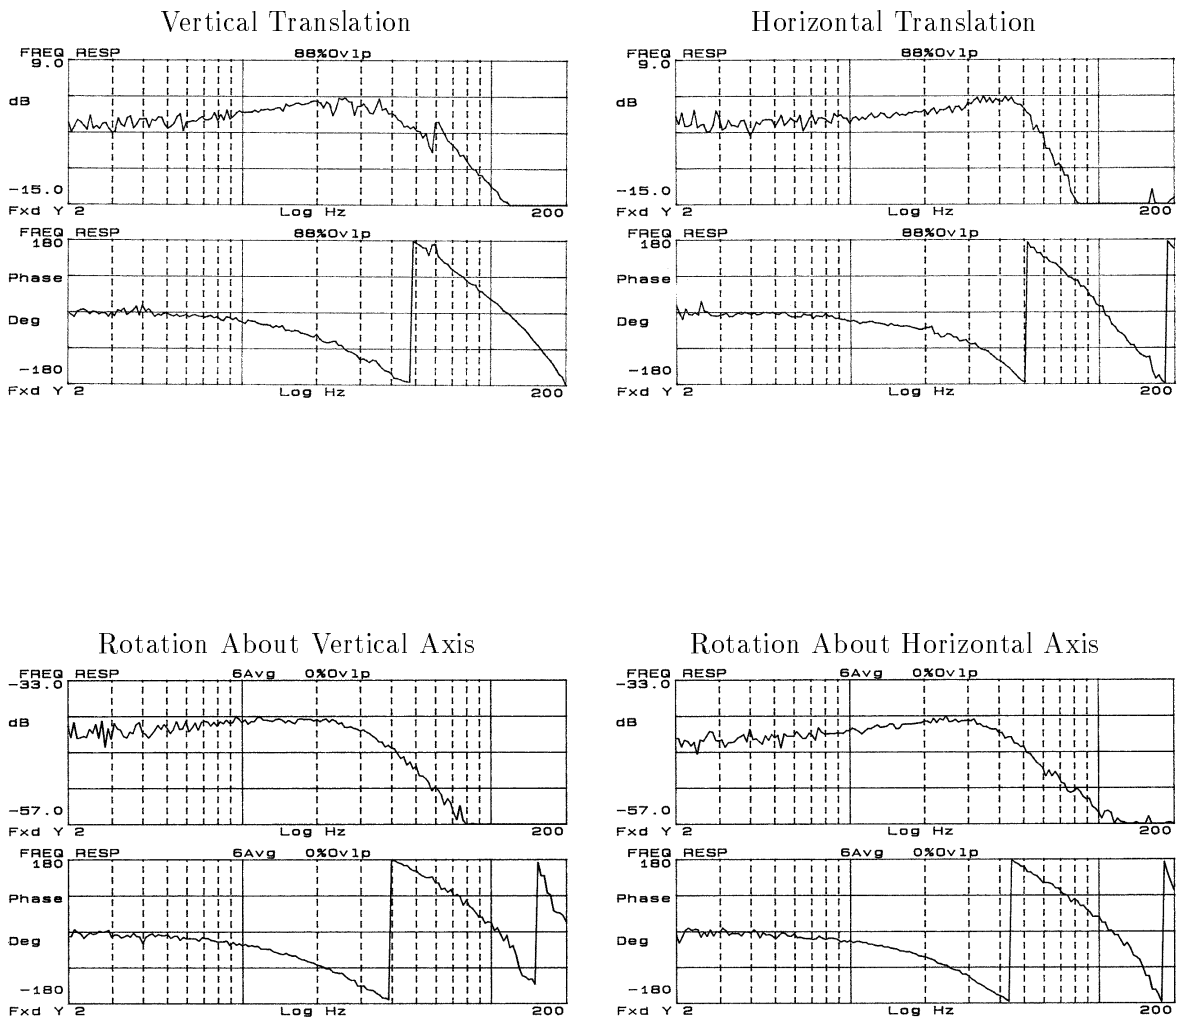 Vertical Translation
FREQ RESP 88%Ovlp
9.0
dB
-15.0
Fxd Y 2 Log Hz 200
FREQ RESP 88%Ovlp
180
Phase
Deg
-180
Fxd Y 2 Log Hz 200
Horizontal Translation
FREQ RESP 88%Ovlp
9.0
dB
-15.0
Fxd Y 2 Log Hz 200
FREQ RESP 88%Ovlp
180
Phase
Deg
-180
Fxd Y 2 Log Hz 200
Rotation About Vertical Axis
FREQ RESP 6Avg 0%Ovlp
-33.0
dB
-57.0
Fxd Y 2 Log Hz 200
FREQ RESP 6Avg 0%Ovlp
180
Phase
Deg
-180
Fxd Y 2 Log Hz 200
Rotation About Horizontal Axis
FREQ RESP 6Avg 0%Ovlp
-33.0
dB
-57.0
Fxd Y 2 Log Hz 200
FREQ RESP 6Avg 0%Ovlp
180
Phase
Deg
-180
Fxd Y 2 Log Hz 200